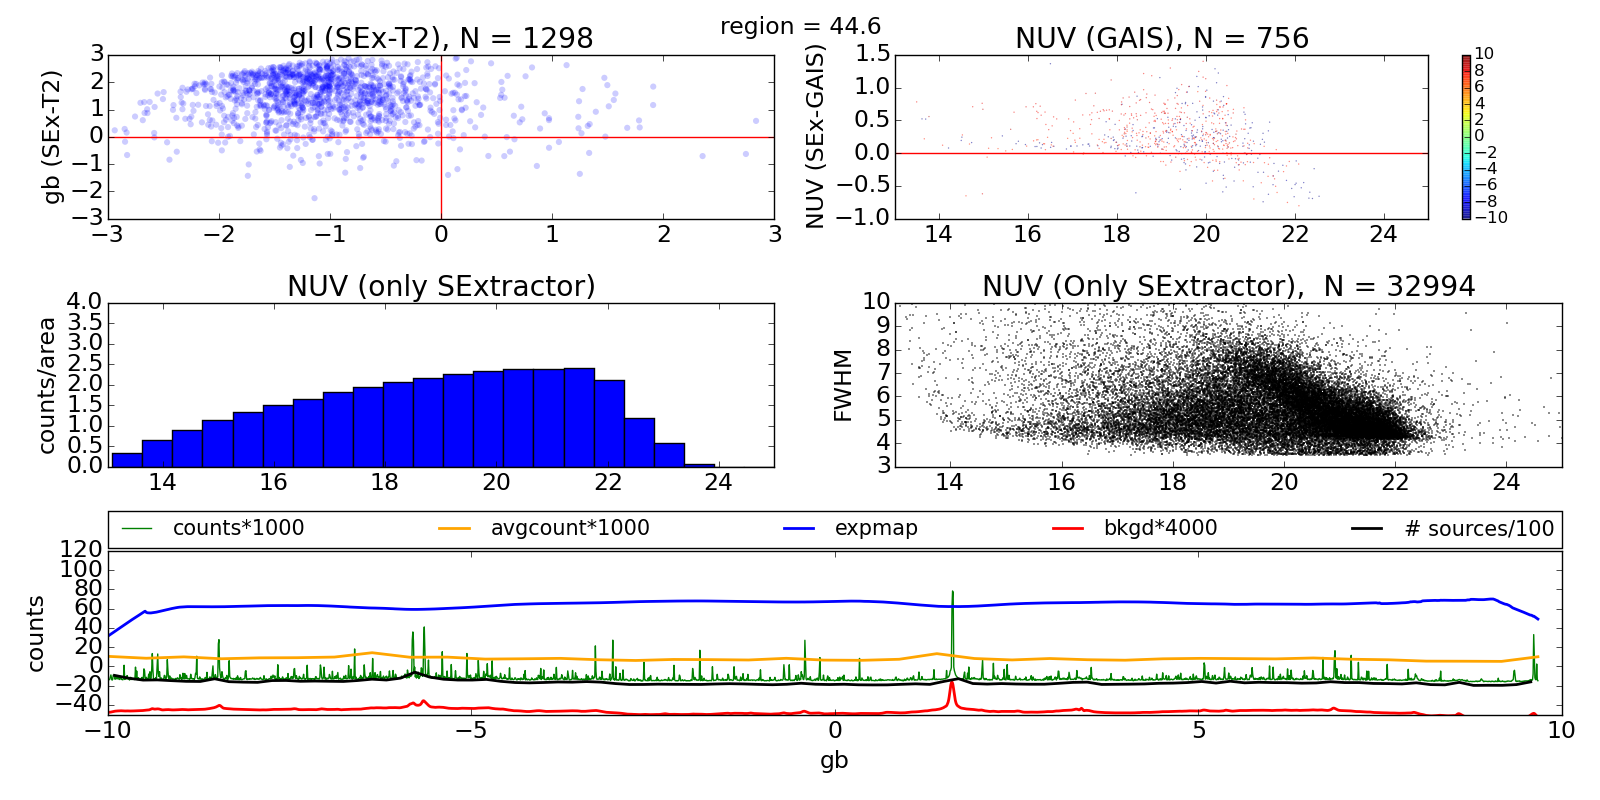 region = 44.6
gl (SEx-T2), N = 1298
gb (SEx-T2)
3
2
1
0
−1
−2
−3
−3 −2 −1 0 1 2 3
NUV (GAIS), N = 756
NUV (SEx-GAIS)
1.5
1.0
0.5
0.0
−0.5
−1.0
14 16 18 20 22 24
10
8
6
4
2
0
−2
−4
−6
−8
−10
NUV (only SExtractor)
counts/area
4.0
3.5
3.0
2.5
2.0
1.5
1.0
0.5
0.0
14 16 18 20 22 24
NUV (Only SExtractor),  N = 32994
FWHM
10
9
8
7
6
5
4
3
14 16 18 20 22 24
counts*1000 avgcount*1000 expmap bkgd*4000 # sources/100
counts
120
100
80
60
40
20
0
−20
−40
−10 −5 0 5 10
gb